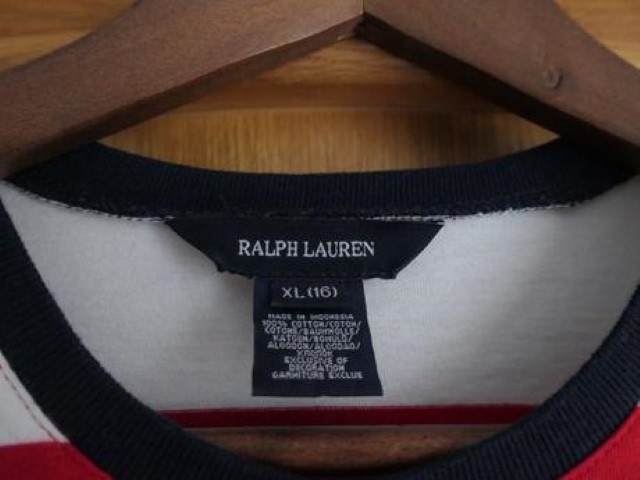 RALPH LAUREN
XL (16)
MADE IN INDONESIA
100% COTTON/COTON/
COTONE/BAUMWOLLE/
KATOEN/BOMULD/
ALGODON/ALGODAO/
EXCLUSIVE OF
DECORATION
GARNITURE EXCLUS